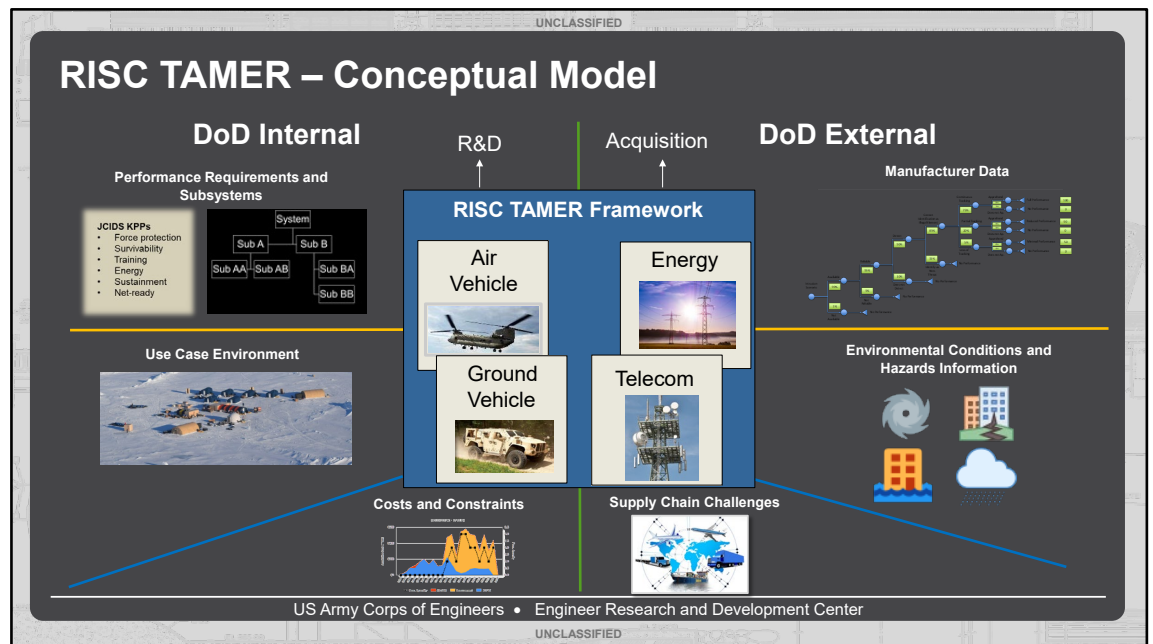 UNCLASSIFIED
RISC TAMER – Conceptual Model
DoD Internal
DoD External
R&D
Acquisition
Performance Requirements and
Subsystems
JCIDS KPPs
• Force protection
• Survivability
• Training
• Energy
• Sustainment
• Net-ready
System
Sub A
Sub B
Sub AA
Sub AB
Sub BA
Sub BB
Manufacturer Data
RISC TAMER Framework
Air
Vehicle
Energy
Ground
Vehicle
Telecom
Use Case Environment
Environmental Conditions and
Hazards Information
Costs and Constraints
Supply Chain Challenges
US Army Corps of Engineers • Engineer Research and Development Center
UNCLASSIFIED